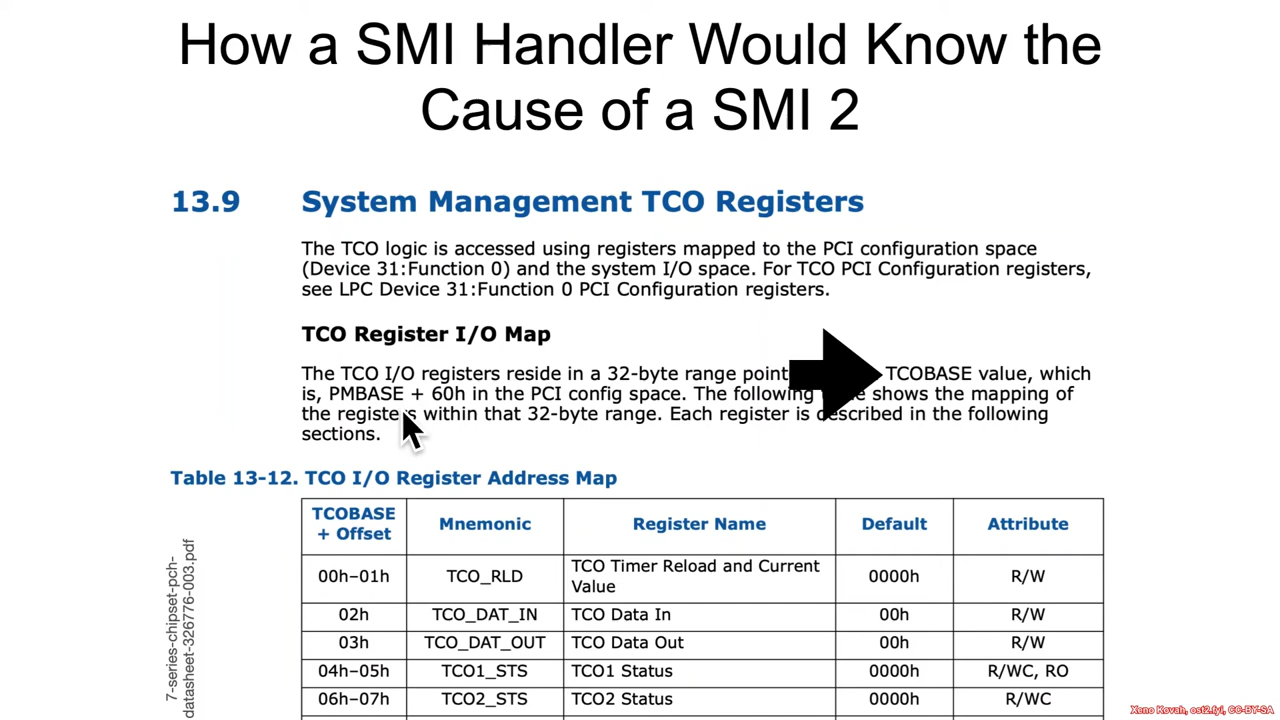 How a SMI Handler Would Know the
Cause of a SMI 2
13.9 System Management TCO Registers
The TCO logic is accessed using registers mapped to the PCI configuration space
(Device 31:Function 0) and the system I/O space. For TCO PCI Configuration registers,
see LPC Device 31:Function 0 PCI Configuration registers.
TCO Register I/O Map
The TCO I/O registers reside in a 32-byte range point TCOBASE value, which
is, PMBASE + 60h in the PCI config space. The following shows the mapping of
the registers within that 32-byte range. Each register is described in the following
sections.
Table 13-12. TCO I/O Register Address Map
TCOBASE + Offset Mnemonic Register Name Default Attribute
00h–01h TCO_RLD TCO Timer Reload and Current Value 0000h R/W
02h TCO_DAT_IN TCO Data In 00h R/W
03h TCO_DAT_OUT TCO Data Out 00h R/W
04h–05h TCO1_STS TCO1 Status 0000h R/WC, RO
06h–07h TCO2_STS TCO2 Status 0000h R/WC
7-series-chipset-pch-
datasheet-326776-003.pdf
Xeno Kovah, ost2.fyi, CC-BY-SA